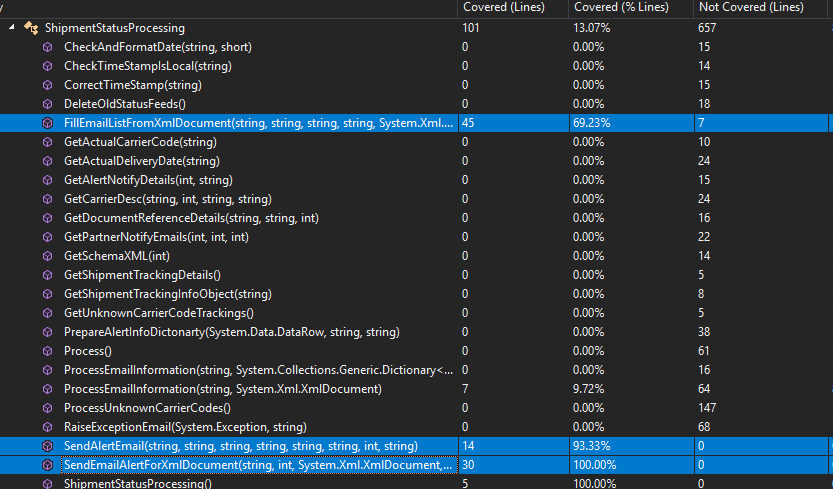 y Covered (Lines) Covered (% Lines) Not Covered (Lines)
ShipmentStatusProcessing 101 13.07% 657
CheckAndFormatDate(string, short) 0 0.00% 15
CheckTimeStampIsLocal(string) 0 0.00% 14
CorrectTimeStamp(string) 0 0.00% 15
DeleteOldStatusFeeds() 0 0.00% 18
FillEmailListFromXmlDocument(string, string, string, string, System.Xml.... 45 69.23% 7
GetActualCarrierCode(string) 0 0.00% 10
GetActualDeliveryDate(string) 0 0.00% 24
GetAlertNotifyDetails(int, string) 0 0.00% 15
GetCarrierDesc(string, int, string, string) 0 0.00% 24
GetDocumentReferenceDetails(string, string, int) 0 0.00% 16
GetPartnerNotifyEmails(int, int, int) 0 0.00% 22
GetSchemaXML(int) 0 0.00% 14
GetShipmentTrackingDetails() 0 0.00% 5
GetShipmentTrackingInfoObject(string) 0 0.00% 8
GetUnknownCarrierCodeTrackings() 0 0.00% 5
PrepareAlertInfoDictonarty(System.Data.DataRow, string, string) 0 0.00% 38
Process() 0 0.00% 61
ProcessEmailInformation(string, System.Collections.Generic.Dictionary<... 0 0.00% 16
ProcessEmailInformation(string, System.Xml.XmlDocument) 7 9.72% 64
ProcessUnknownCarrierCodes() 0 0.00% 147
RaiseExceptionEmail(System.Exception, string) 0 0.00% 68
SendAlertEmail(string, string, string, string, string, string, int, string) 14 93.33% 0
SendEmailAlertForXmlDocument(string, int, System.Xml.XmlDocument,... 30 100.00% 0
ShipmentStatusProcessing() 5 100.00% 0